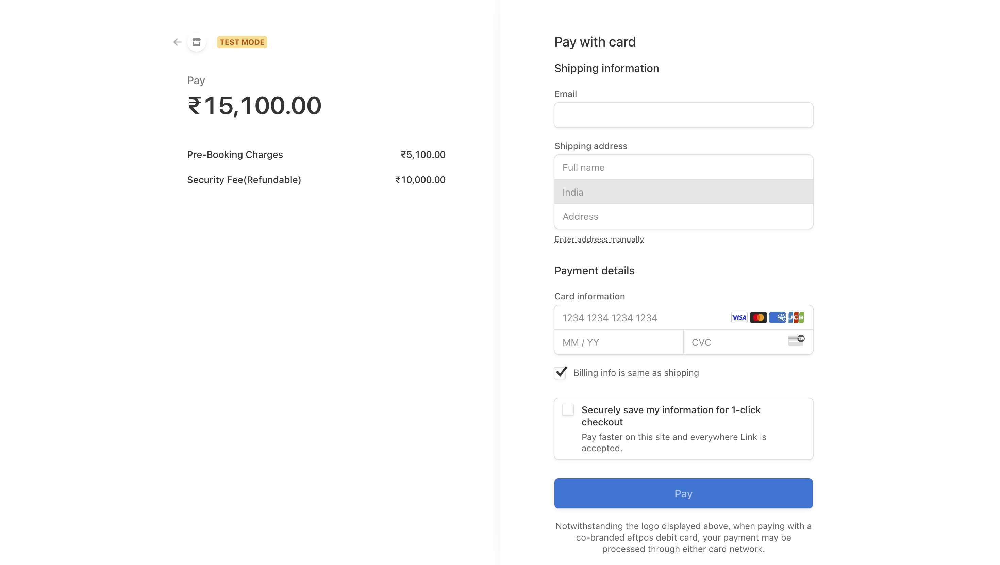 TEST MODE
Pay
₹15,100.00
Pre-Booking Charges ₹5,100.00
Security Fee(Refundable) ₹10,000.00
Pay with card
Shipping information
Email
Shipping address
Full name
India
Address
Enter address manually
Payment details
Card information
1234 1234 1234 1234 VISA AM EX JCB
MM / YY CVC 135
Billing info is same as shipping
Securely save my information for 1-click
checkout
Pay faster on this site and everywhere Link is
accepted.
Pay
Notwithstanding the logo displayed above, when paying with a
co-branded eftpos debit card, your payment may be
processed through either card network.